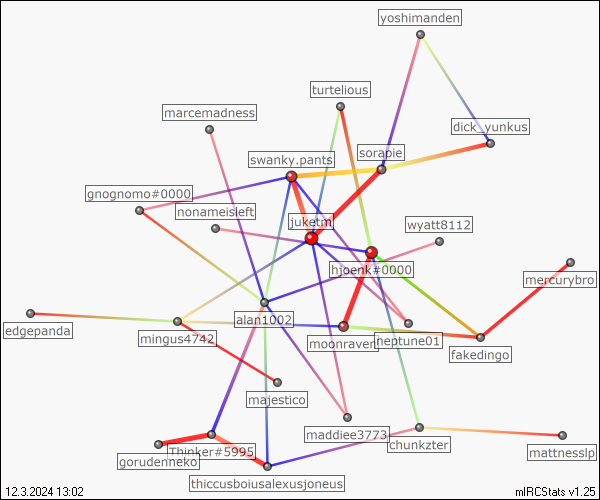 yoshimanden
turtelious
marcemadness
dick_yunkus
sorapie
swanky.pants
gnognomo#0000
nonameisleft
juketm
wyatt8112
hjoenk#0000
mercurybro
alan1002
edgepanda
mingus4742
moonraven
neptune01
fakedingo
majestico
maddiee3773
chunkzter
Thinker#5995
mattnesslp
gorudenneko
thiccusboiusalexusjoneus
12.3.2024 13:02
mIRCStats v1.25